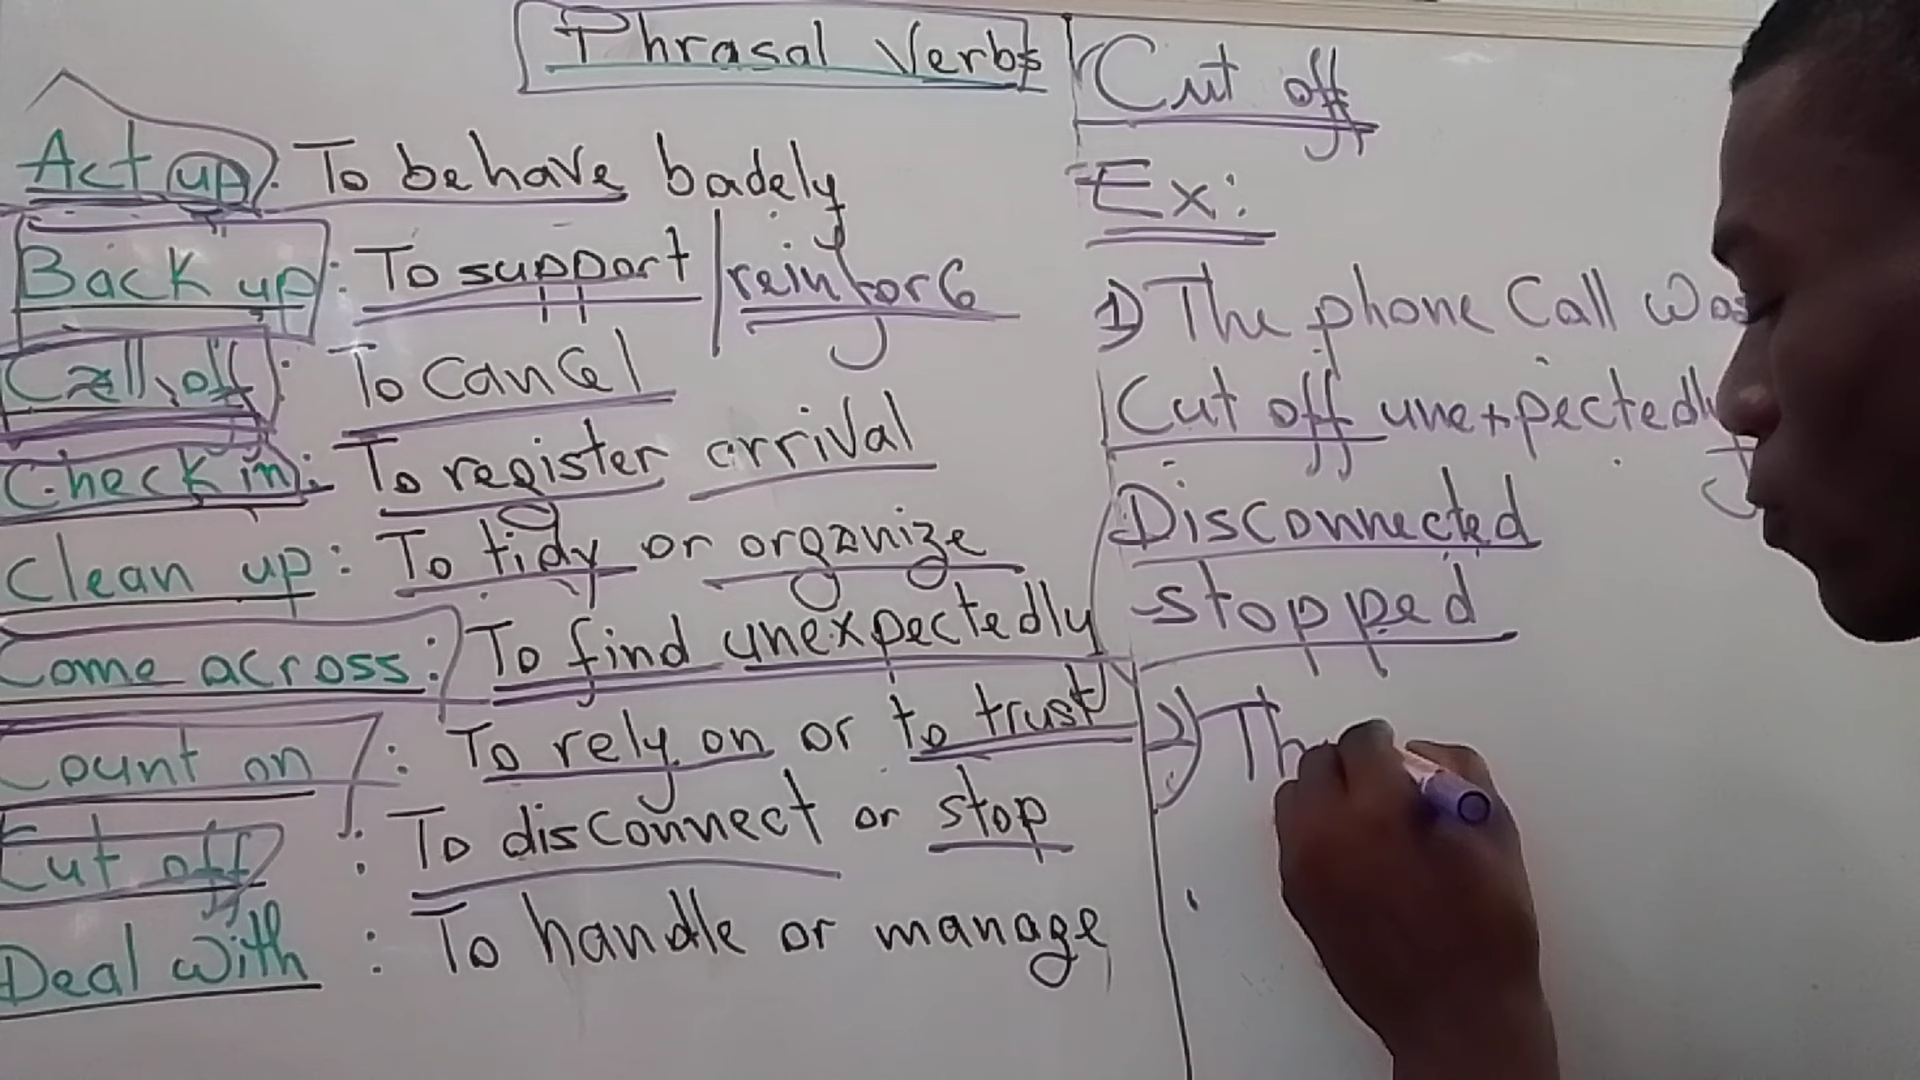 Phrasal Verbs
Act up: To behave badely
Back up: To support / reinforce
Call off: To cancel
Check in: To register arrival
Clean up: To tidy or organize
Come across: To find unexpectedly
Count on: To rely on or to trust
Cut off: To disconnect or stop
Deal with: To handle or manage
Cut off
Ex:
1) The phone Call was
Cut off unexpectedly
Disconnected
stopped
2) Th